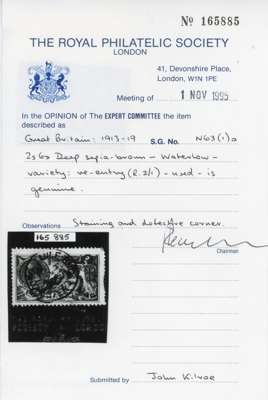 No 165885
THE ROYAL PHILATELIC SOCIETY
LONDON
41, Devonshire Place,
London, W1N 1PE
Meeting of 1 NOV 1995
In the OPINION of The EXPERT COMMITTEE the item
described as
Great Britain: 1913-19 S.G. No. N63(1)a
2s6d Deep sepia-brown - Waterlow -
variety: re-entry (R.2/1) - used - is
genuine.
Observations Staining and defective corner.
Chairman
165 885
Submitted by John Kilroe